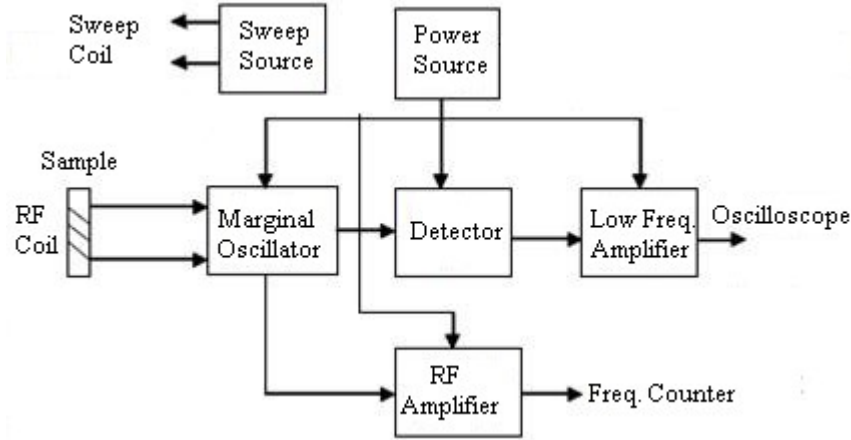 Sweep
Coil
Sweep
Source
Power
Source
Sample
RF
Coil
Marginal
Oscillator
Detector
Low Freq.
Amplifier
Oscilloscope
RF
Amplifier
Freq. Counter